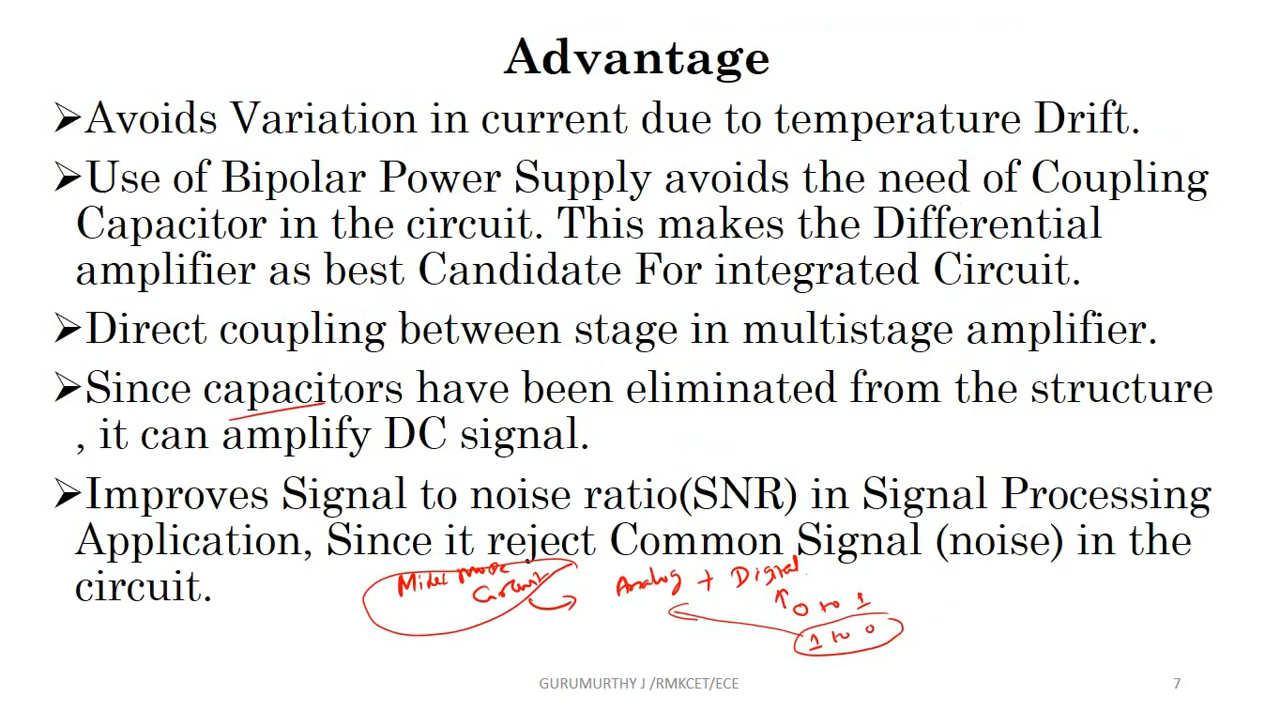 Advantage
➢Avoids Variation in current due to temperature Drift.
➢Use of Bipolar Power Supply avoids the need of Coupling
Capacitor in the circuit. This makes the Differential
amplifier as best Candidate For integrated Circuit.
➢Direct coupling between stage in multistage amplifier.
➢Since capacitors have been eliminated from the structure
, it can amplify DC signal.
➢Improves Signal to noise ratio(SNR) in Signal Processing
Application, Since it reject Common Signal (noise) in the
circuit.
Mixed mode
Circuit
Analog + Digital
0 to 1
1 to 0
GURUMURTHY J /RMKCET/ECE
7